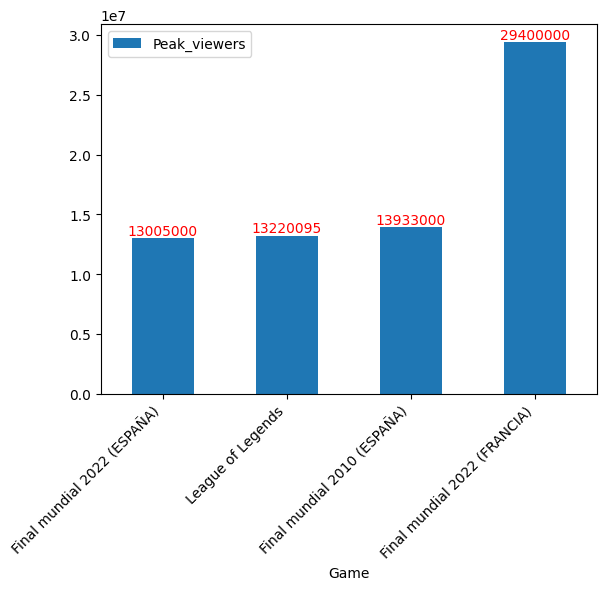 1e7
Peak_viewers
3.0
2.5
2.0
1.5
1.0
0.5
0.0
13005000
13220095
13933000
29400000
Final mundial 2022 (ESPAÑA)
League of Legends
Final mundial 2010 (ESPAÑA)
Final mundial 2022 (FRANCIA)
Game